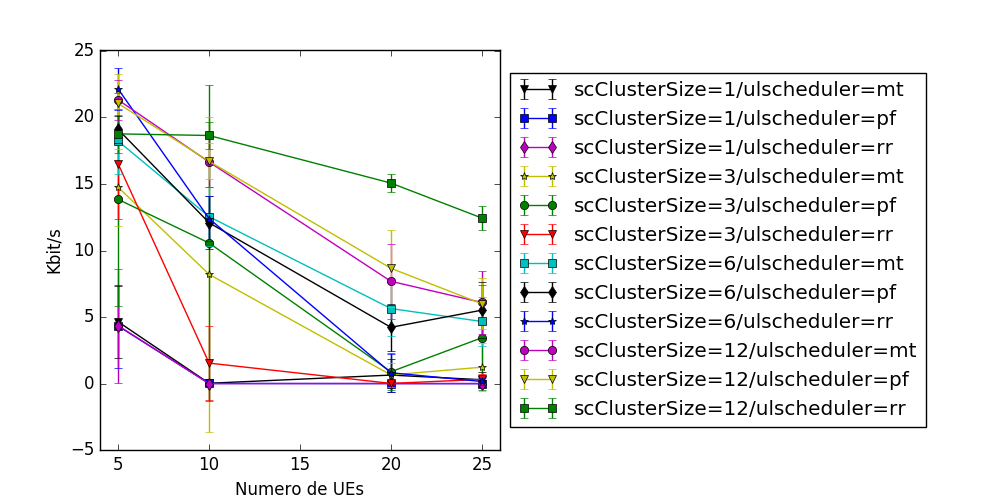 25
20
15
10
5
0
−5
Kbit/s
5
10
15
20
25
Numero de UEs
scClusterSize=1/ulscheduler=mt
scClusterSize=1/ulscheduler=pf
scClusterSize=1/ulscheduler=rr
scClusterSize=3/ulscheduler=mt
scClusterSize=3/ulscheduler=pf
scClusterSize=3/ulscheduler=rr
scClusterSize=6/ulscheduler=mt
scClusterSize=6/ulscheduler=pf
scClusterSize=6/ulscheduler=rr
scClusterSize=12/ulscheduler=mt
scClusterSize=12/ulscheduler=pf
scClusterSize=12/ulscheduler=rr